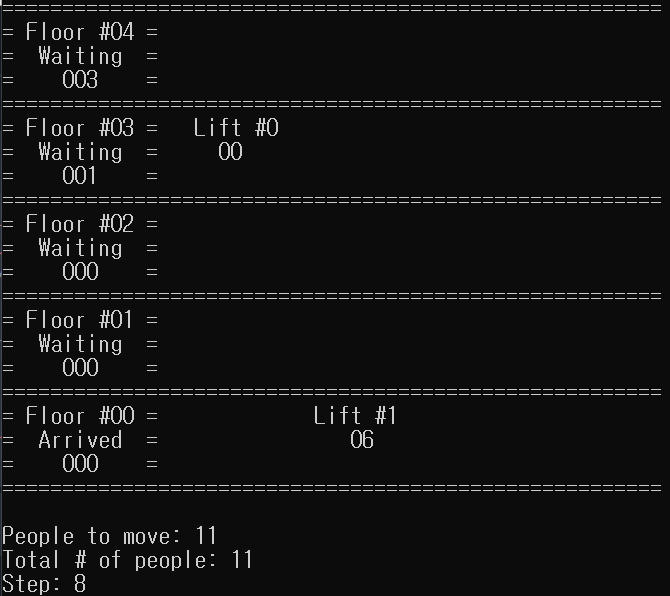 =======================================================
= Floor #04 =
=  Waiting  =
=    003    =
=======================================================
= Floor #03 =   Lift #0
=  Waiting  =     00
=    001    =
=======================================================
= Floor #02 =
=  Waiting  =
=    000    =
=======================================================
= Floor #01 =
=  Waiting  =
=    000    =
=======================================================
= Floor #00 =             Lift #1
=  Arrived  =                06
=    000    =
=======================================================
People to move: 11
Total # of people: 11
Step: 8